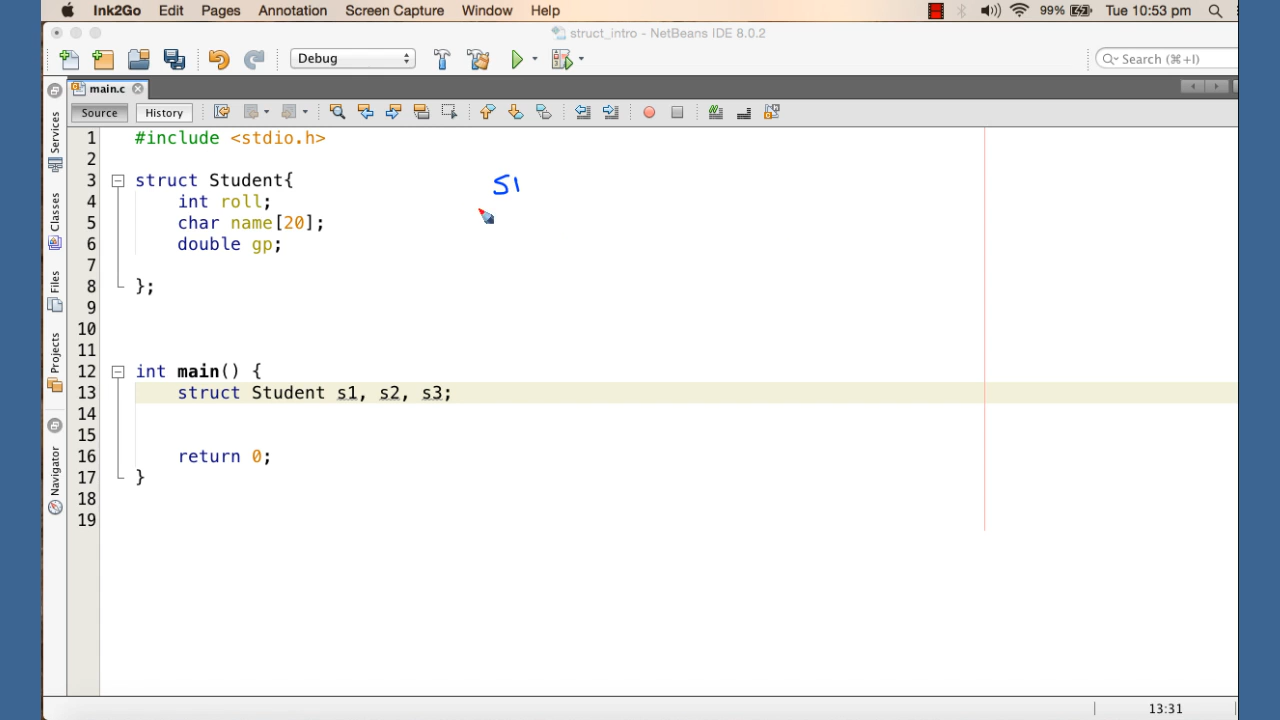 Ink2Go Edit Pages Annotation Screen Capture Window Help 99% Tue 10:53 pm
struct_intro - NetBeans IDE 8.0.2
Debug Search (⌘+I)
main.c
Source History
Services
Classes
Files
Projects
Navigator
1 #include <stdio.h>
2
3 struct Student{
4 int roll;
5 char name[20];
6 double gp;
7
8 };
9
10
11
12 int main() {
13 struct Student s1, s2, s3;
14
15
16 return 0;
17 }
18
19
S1
13:31